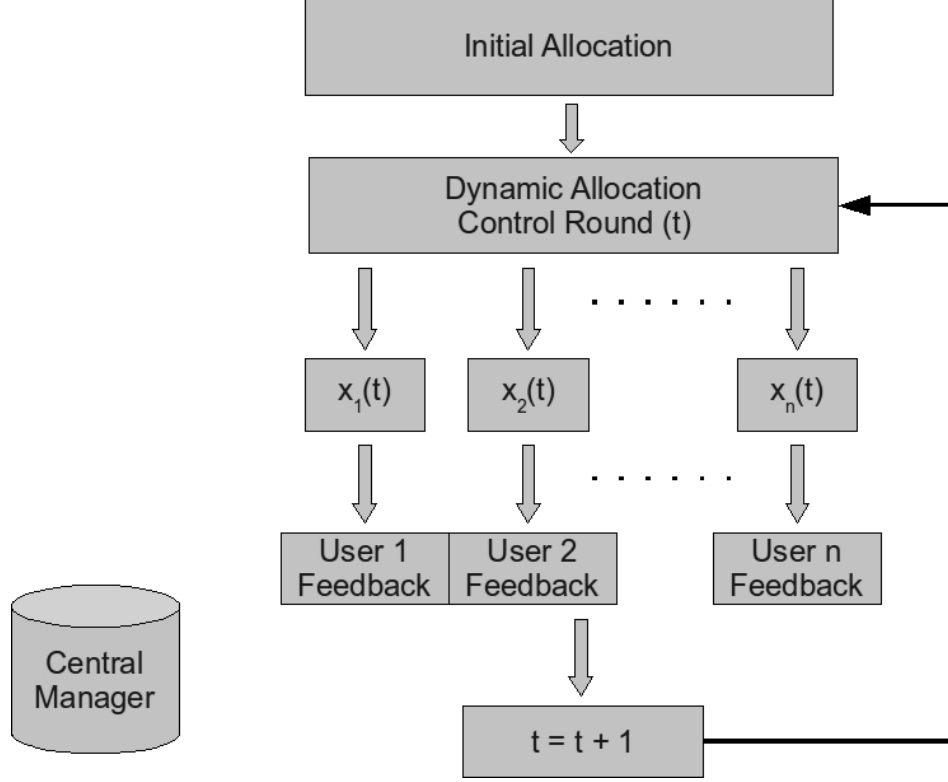 Initial Allocation
Dynamic Allocation
Control Round (t)
. . . . . .
x₁(t)
x₂(t)
xₙ(t)
. . . . . .
User 1
Feedback
User 2
Feedback
User n
Feedback
Central
Manager
t = t + 1